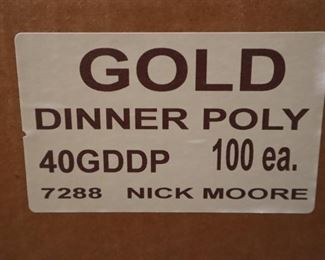 GOLD
DINNER POLY
40GDDP 100 ea.
7288 NICK MOORE